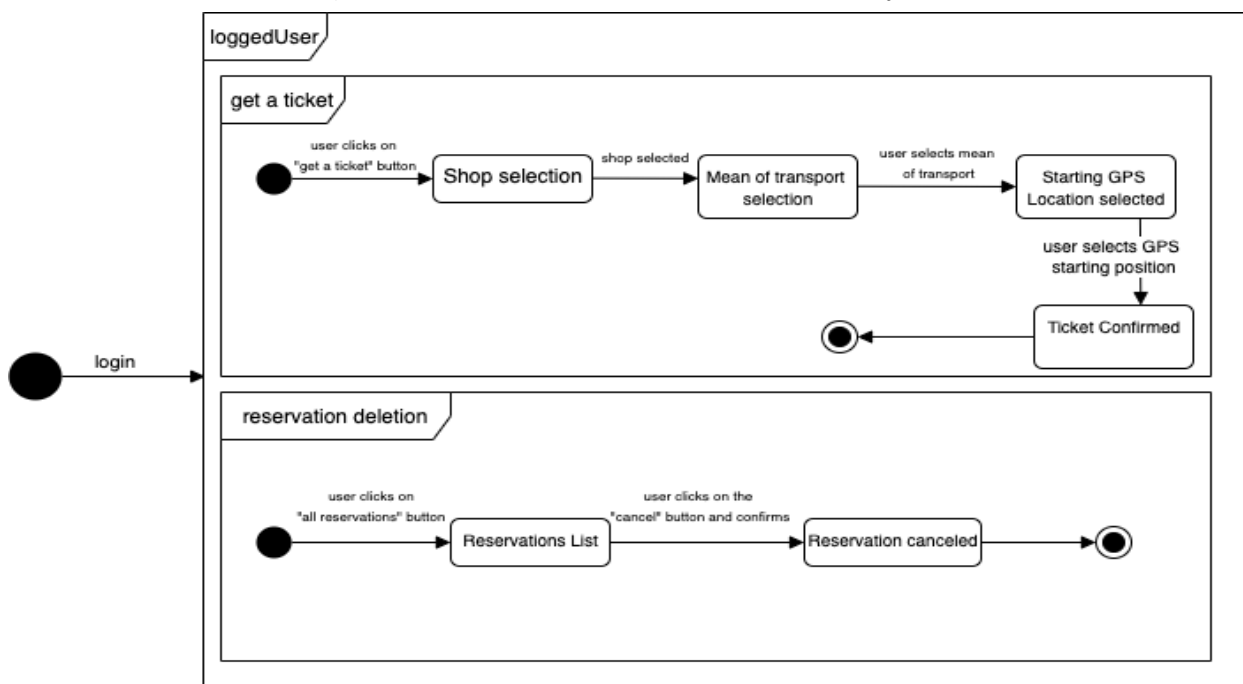 loggedUser
get a ticket
user clicks on
"get a ticket" button
Shop selection
shop selected
Mean of transport
selection
user selects mean
of transport
Starting GPS
Location selected
user selects GPS
starting position
Ticket Confirmed
login
reservation deletion
user clicks on
"all reservations" button
Reservations List
user clicks on the
"cancel" button and confirms
Reservation canceled